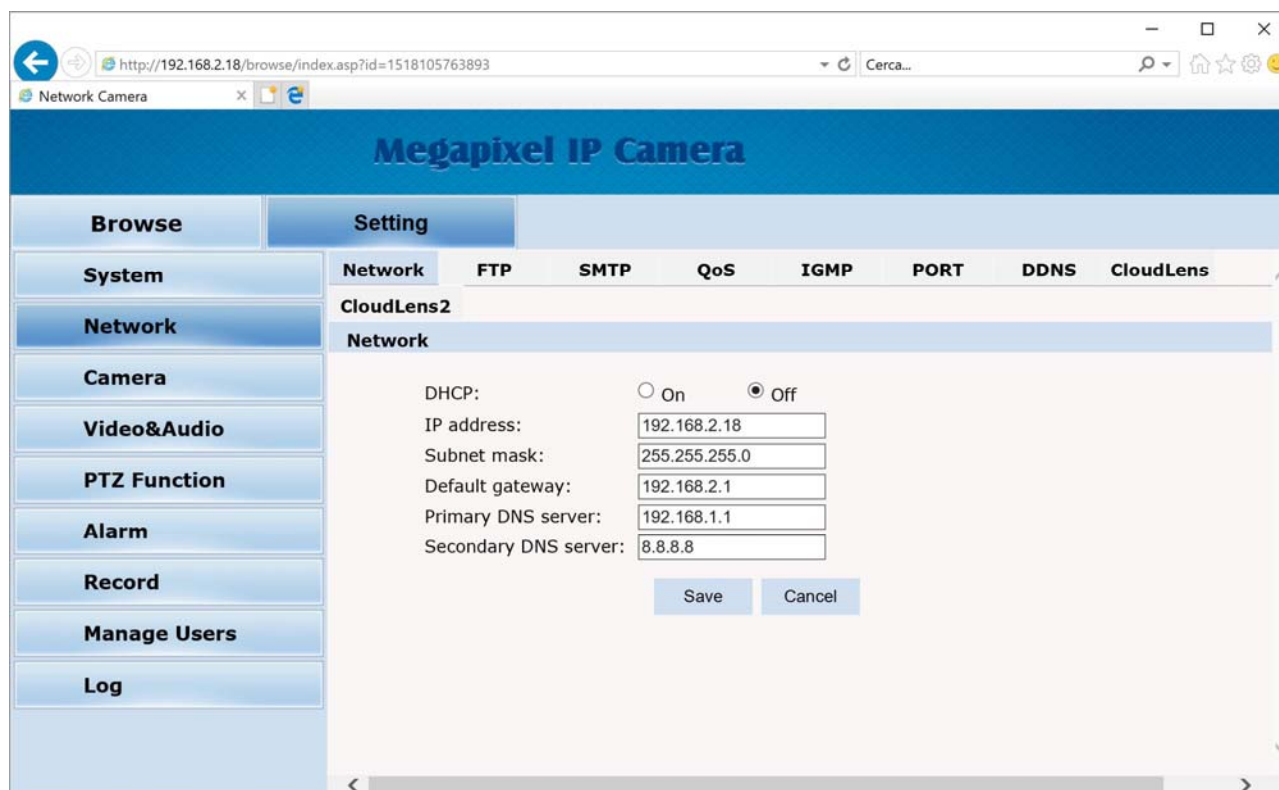 http://192.168.2.18/browse/index.asp?id=1518105763893
Cerca...
Network Camera
Megapixel IP Camera
Browse
Setting
System
Network
Camera
Video&Audio
PTZ Function
Alarm
Record
Manage Users
Log
Network FTP SMTP QoS IGMP PORT DDNS CloudLens
CloudLens2
Network
DHCP: On Off
IP address: 192.168.2.18
Subnet mask: 255.255.255.0
Default gateway: 192.168.2.1
Primary DNS server: 192.168.1.1
Secondary DNS server: 8.8.8.8
Save Cancel